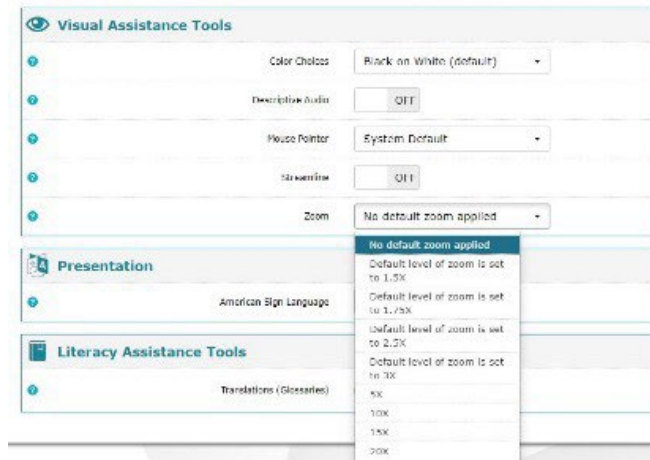 Visual Assistance Tools
Color Choices
Black on White (default)
Descriptive Audio
OFF
Mouse Pointer
System Default
Streamline
OFF
Zoom
No default zoom applied
No default zoom applied
Default level of zoom is set
to 1.5X
Default level of zoom is set
to 1.75X
Default level of zoom is set
to 2.5X
Default level of zoom is set
to 3X
5X
10X
15X
20X
Presentation
American Sign Language
Literacy Assistance Tools
Translations (Glossaries)